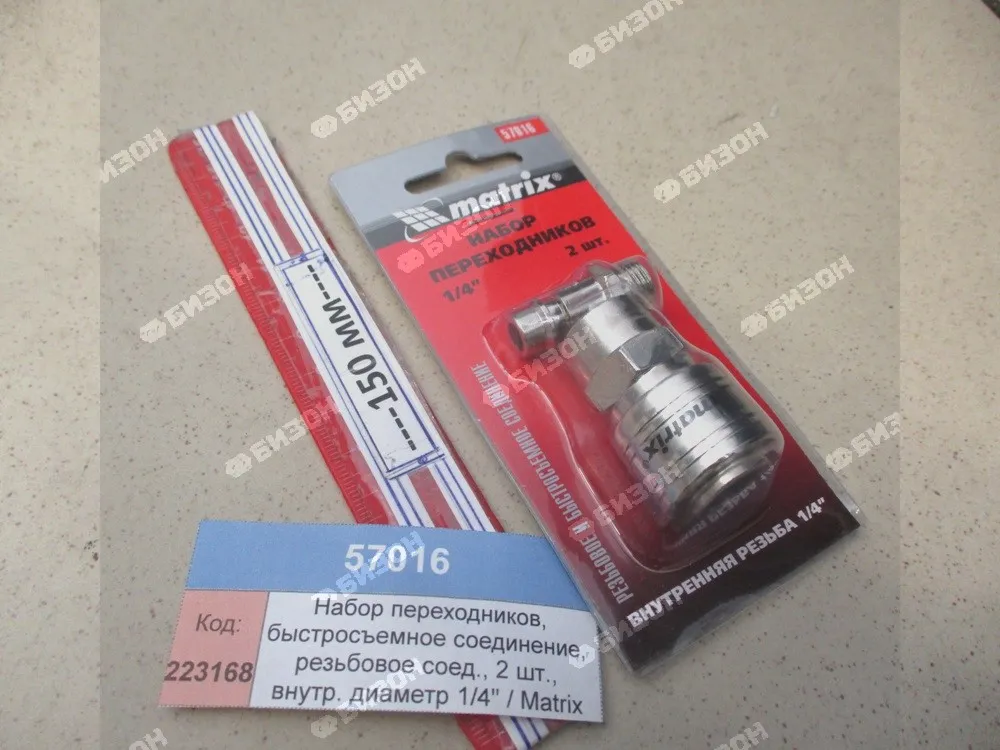 57016
matrix®
НАБОР
ПЕРЕХОДНИКОВ
1/4" 2 шт.
matrix
РЕЗЬБОВОЕ И БЫСТРОСЪЕМНОЕ СОЕДИНЕНИЕ
ВНУТРЕННЯЯ РЕЗЬБА 1/4"
----150 мм----
57016
Код:
223168
Набор переходников,
быстросъемное соединение,
резьбовое соед., 2 шт.,
внутр. диаметр 1/4" / Matrix
БИЗОН